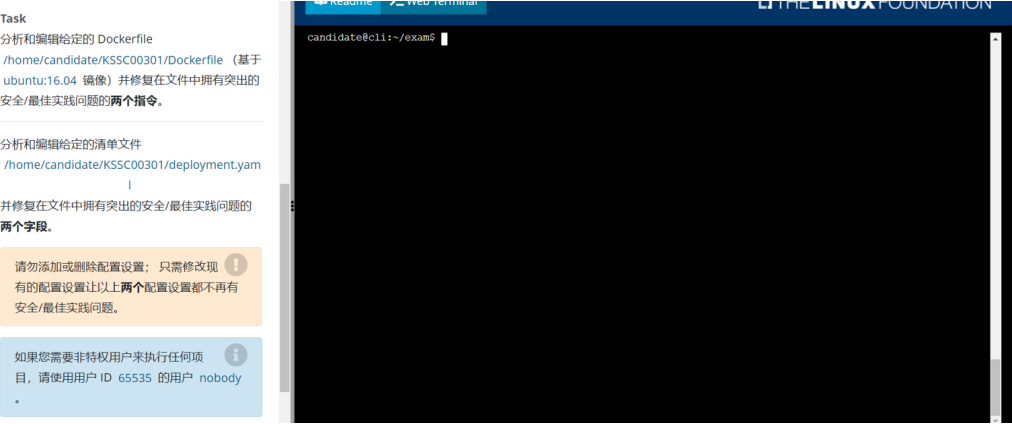 Task
分析和编辑给定的 Dockerfile
/home/candidate/KSSC00301/Dockerfile （基于
ubuntu:16.04 镜像）并修复在文件中拥有突出的
安全/最佳实践问题的两个指令。
分析和编辑给定的清单文件
/home/candidate/KSSC00301/deployment.yam
l
并修复在文件中拥有突出的安全/最佳实践问题的
两个字段。
请勿添加或删除配置设置； 只需修改现
有的配置设置让以上两个配置设置都不再有
安全/最佳实践问题。
如果您需要非特权用户来执行任何项
目，请使用用户 ID 65535 的用户 nobody
。
Readme
Web Terminal
THE LINUX FOUNDATION
candidate@cli:~/exam$